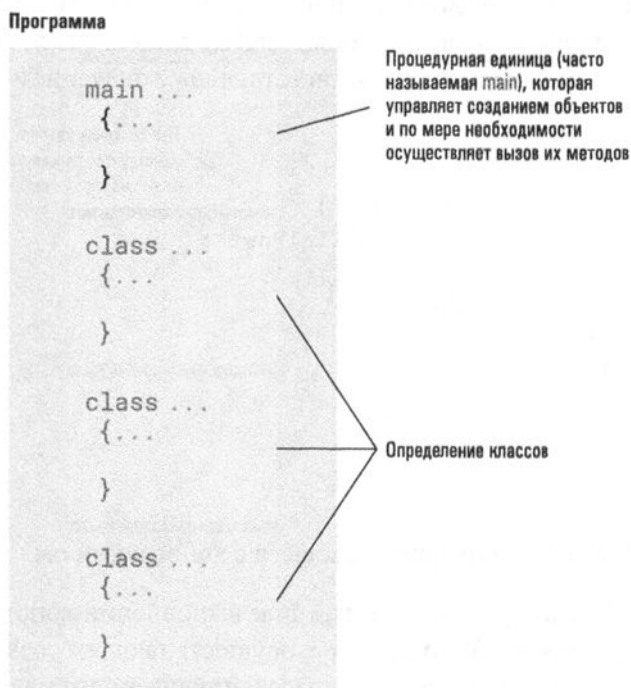 Программа
main ...
{...
}
class ...
{...
}
class ...
{...
}
class ...
{...
}
Процедурная единица (часто
называемая main), которая
управляет созданием объектов
и по мере необходимости
осуществляет вызов их методов
Определение классов